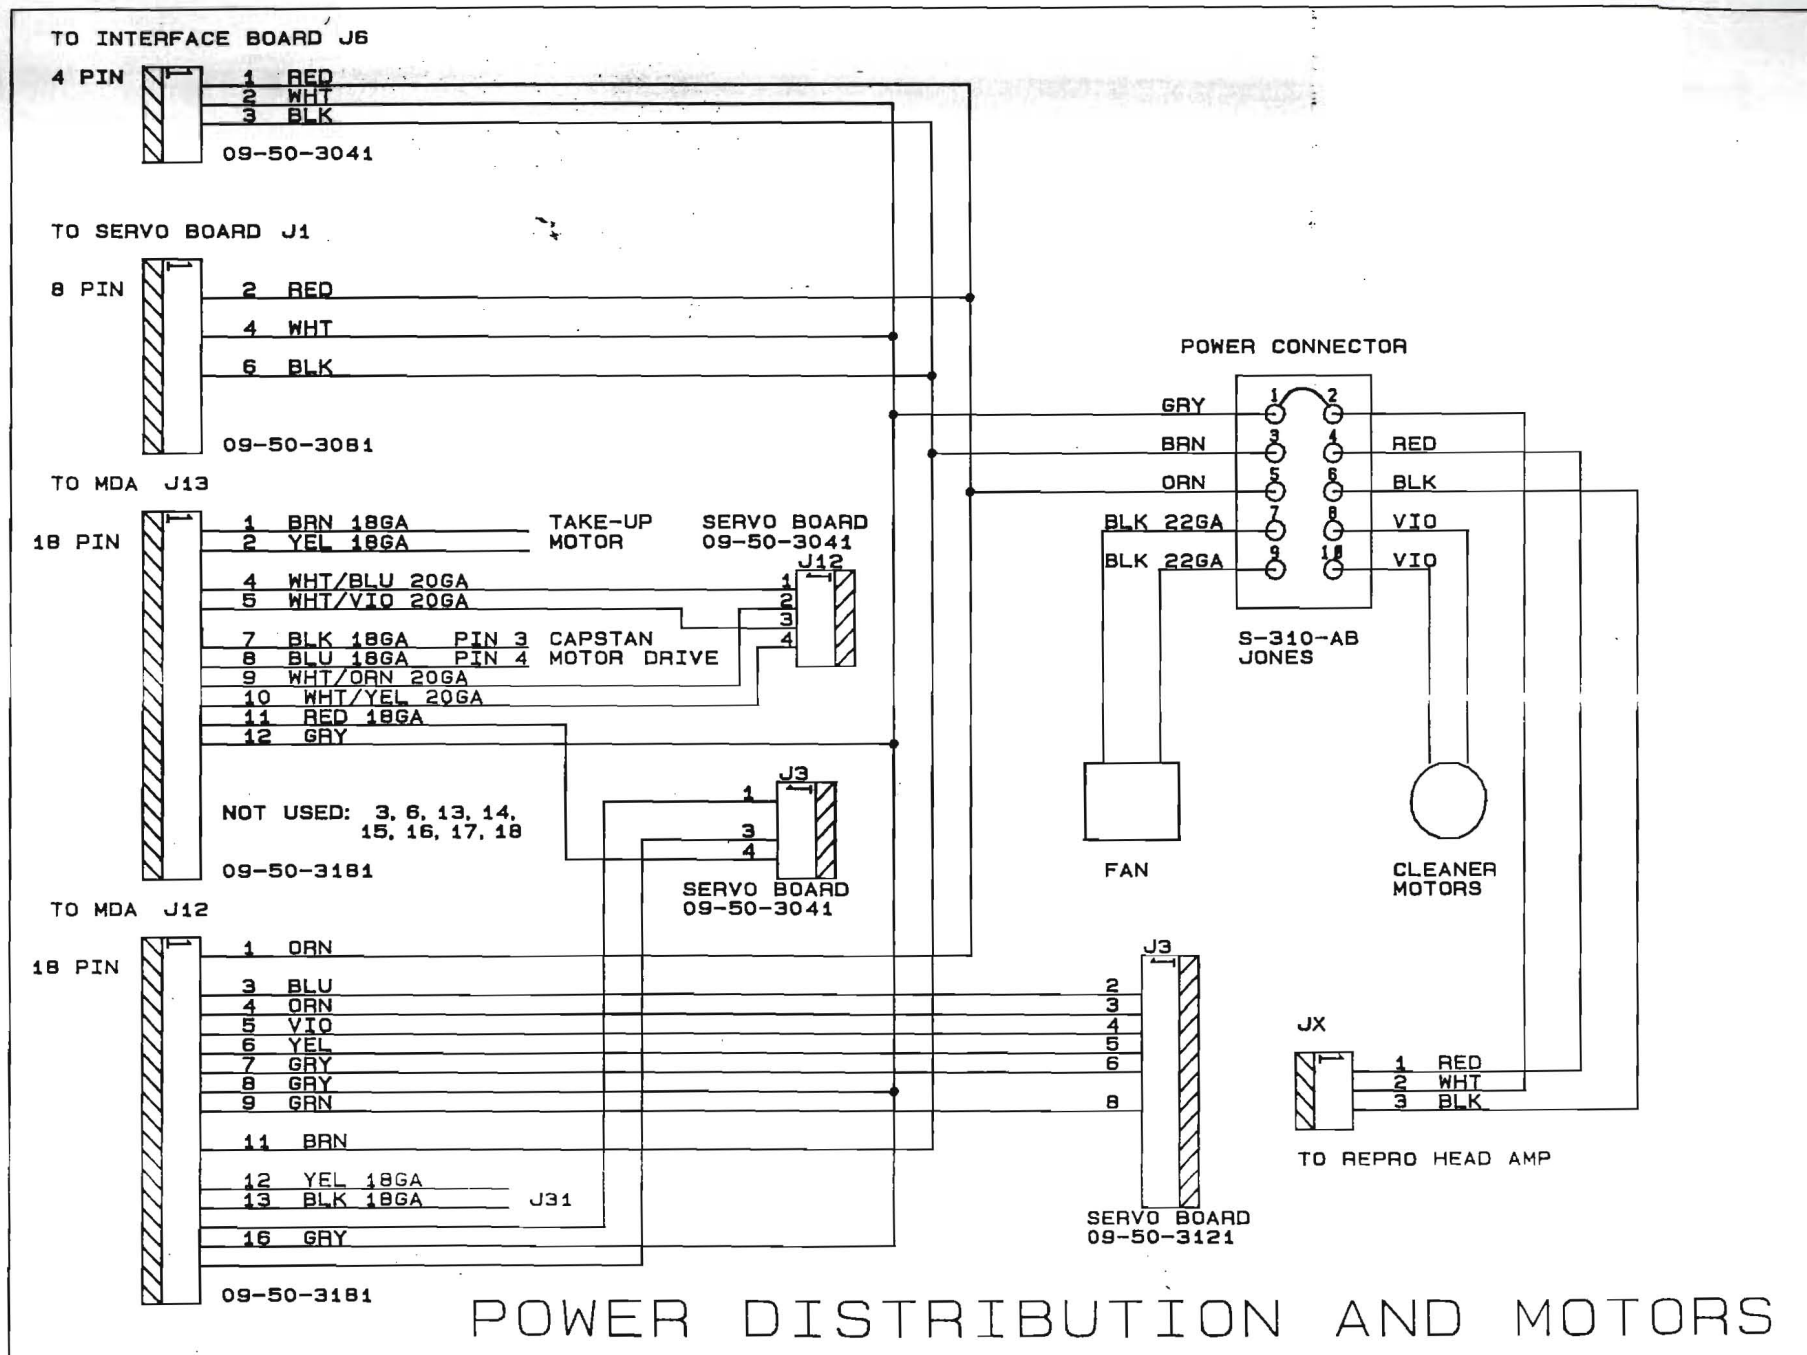 TO INTERFACE BOARD J6
4 PIN
1 RED
2 WHT
3 BLK
09-50-3041
TO SERVO BOARD J1
8 PIN
2 RED
4 WHT
6 BLK
09-50-3081
TO MDA J13
18 PIN
1 BRN 18GA
2 YEL 18GA
TAKE-UP
MOTOR
4 WHT/BLU 20GA
5 WHT/VIO 20GA
7 BLK 18GA PIN 3
8 BLU 18GA PIN 4
CAPSTAN
MOTOR DRIVE
9 WHT/ORN 20GA
10 WHT/YEL 20GA
11 RED 18GA
12 GRY
NOT USED: 3, 6, 13, 14,
15, 16, 17, 18
09-50-3181
SERVO BOARD
09-50-3041
J12
1
2
3
4
J3
1
3
4
SERVO BOARD
09-50-3041
TO MDA J12
18 PIN
1 ORN
3 BLU
4 ORN
5 VIO
6 YEL
7 GRY
8 GRY
9 GRN
11 BRN
12 YEL 18GA
13 BLK 18GA
J31
16 GRY
09-50-3181
POWER CONNECTOR
GRY 1 2
BRN 3 4 RED
ORN 5 6 BLK
BLK 22GA 7 8 VIO
BLK 22GA 9 10 VIO
S-310-AB
JONES
FAN
CLEANER
MOTORS
J3
2
3
4
5
6
8
SERVO BOARD
09-50-3121
JX
1 RED
2 WHT
3 BLK
TO REPRO HEAD AMP
POWER DISTRIBUTION AND MOTORS